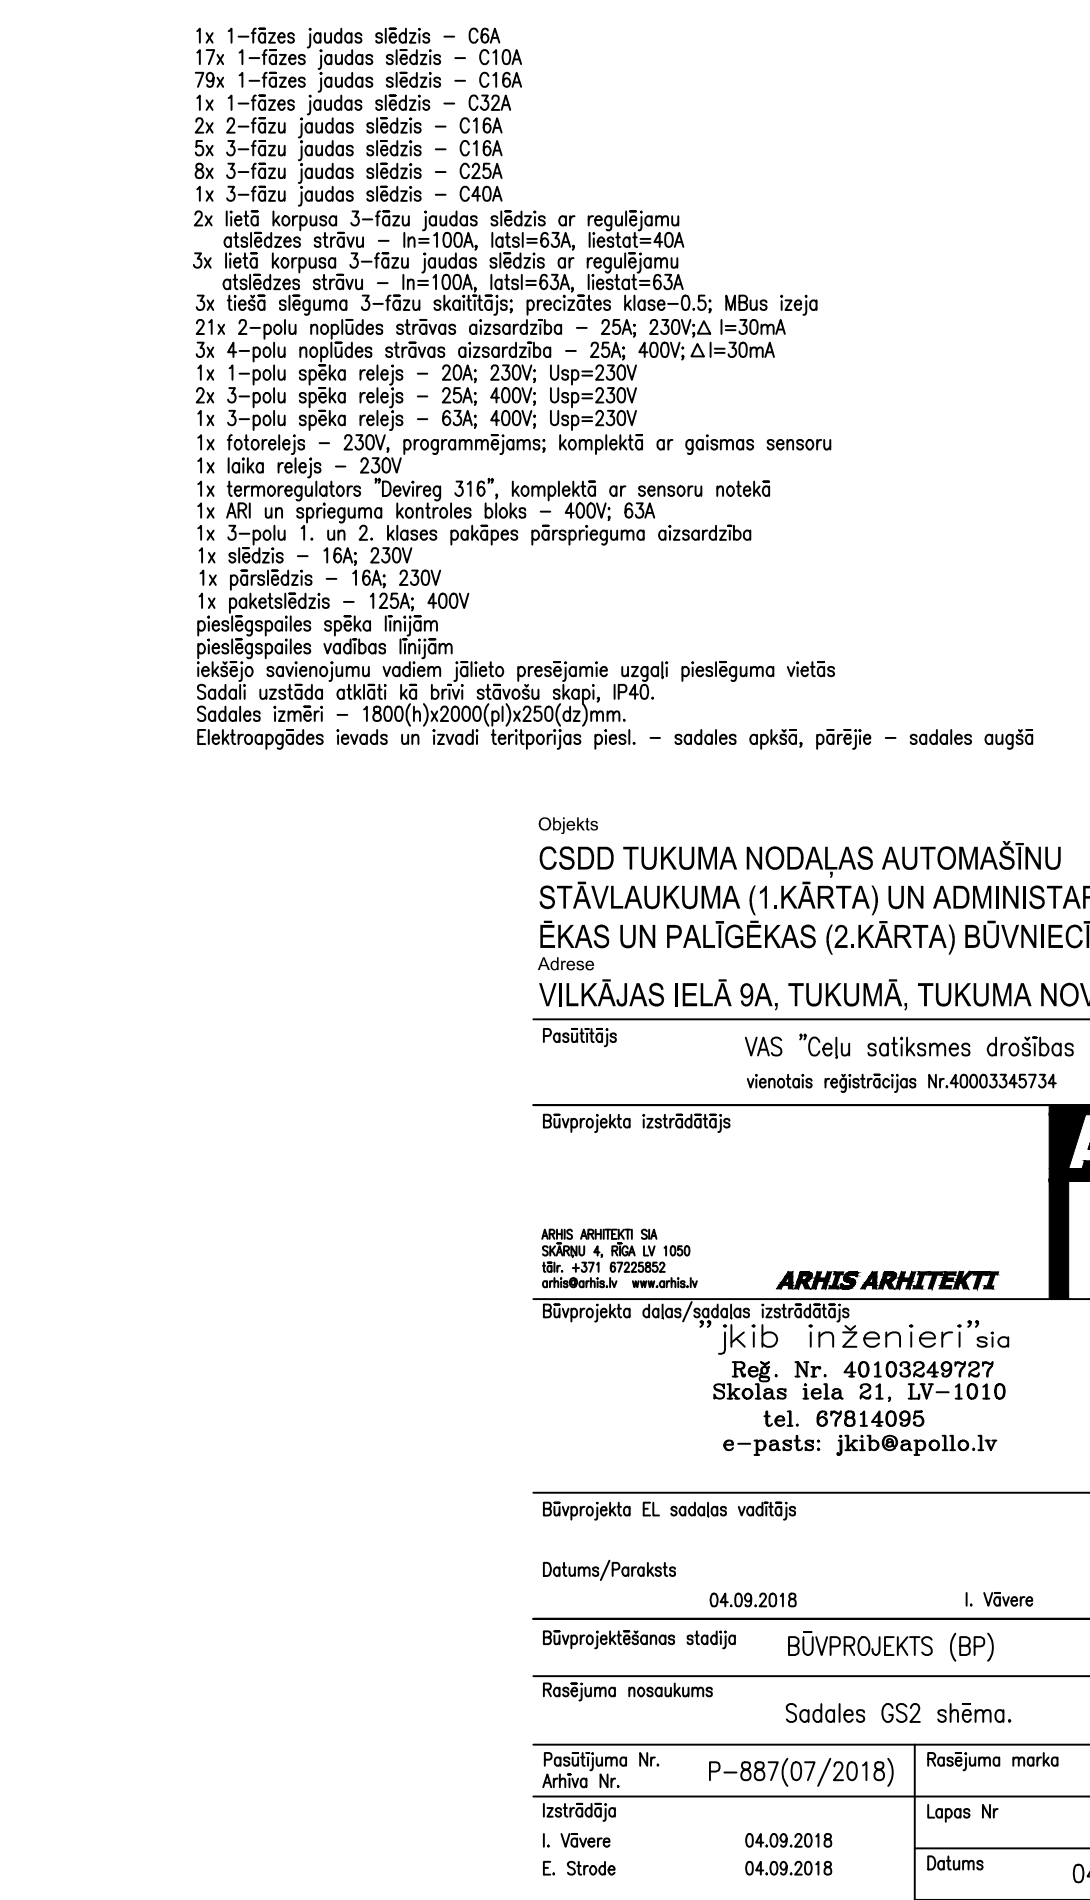 1x 1-fāzes jaudas slēdzis – C6A
17x 1-fāzes jaudas slēdzis – C10A
79x 1-fāzes jaudas slēdzis – C16A
1x 1-fāzes jaudas slēdzis – C32A
2x 2-fāzu jaudas slēdzis – C16A
5x 3-fāzu jaudas slēdzis – C16A
8x 3-fāzu jaudas slēdzis – C25A
1x 3-fāzu jaudas slēdzis – C40A
2x lietā korpusa 3-fāzu jaudas slēdzis ar regulējamu
atslēdzes strāvu – In=100A, Iatsl=63A, Iiestat=40A
3x lietā korpusa 3-fāzu jaudas slēdzis ar regulējamu
atslēdzes strāvu – In=100A, Iatsl=63A, Iiestat=63A
3x tiešā slēguma 3-fāzu skaitītājs; precizātes klase-0.5; MBus izeja
21x 2-polu noplūdes strāvas aizsardzība – 25A; 230V;Δ I=30mA
3x 4-polu noplūdes strāvas aizsardzība – 25A; 400V; Δ I=30mA
1x 1-polu spēka relejs – 20A; 230V; Usp=230V
2x 3-polu spēka relejs – 25A; 400V; Usp=230V
1x 3-polu spēka relejs – 63A; 400V; Usp=230V
1x fotorelejs – 230V, programmējams; komplektā ar gaismas sensoru
1x laika relejs – 230V
1x termoregulators "Devireg 316", komplektā ar sensoru notekā
1x ARI un sprieguma kontroles bloks – 400V; 63A
1x 3-polu 1. un 2. klases pakāpes pārsprieguma aizsardzība
1x slēdzis – 16A; 230V
1x pārslēdzis – 16A; 230V
1x paketslēdzis – 125A; 400V
pieslēgspailes spēka līnijām
pieslēgspailes vadības līnijām
iekšējo savienojumu vadiem jālieto presējamie uzgaļi pieslēguma vietās
Sadali uzstāda atklāti kā brīvi stāvošu skapi, IP40.
Sadales izmēri – 1800(h)x2000(pl)x250(dz)mm.
Elektroapgādes ievads un izvadi teritporijas piesl. – sadales apkšā, pārējie – sadales augšā
Objekts
CSDD TUKUMA NODAĻAS AUTOMAŠĪNU
STĀVLAUKUMA (1.KĀRTA) UN ADMINISTAR
ĒKAS UN PALĪGĒKAS (2.KĀRTA) BŪVNIECĪ
Adrese
VILKĀJAS IELĀ 9A, TUKUMĀ, TUKUMA NOV
Pasūtītājs
VAS "Ceļu satiksmes drošības
vienotais reģistrācijas Nr.40003345734
Būvprojekta izstrādātājs
ARHIS ARHITEKTI SIA
SKĀRŅU 4, RĪGA LV 1050
tālr. +371 67225852
arhis@arhis.lv www.arhis.lv
ARHIS ARHITEKTI
Būvprojekta daļas/sadaļas izstrādātājs
"jkib inženieri"sia
Reģ. Nr. 40103249727
Skolas iela 21, LV-1010
tel. 67814095
e-pasts: jkib@apollo.lv
Būvprojekta EL sadaļas vadītājs
Datums/Paraksts
04.09.2018 I. Vāvere
Būvprojektēšanas stadija BŪVPROJEKTS (BP)
Rasējuma nosaukums
Sadales GS2 shēma.
Pasūtījuma Nr.
Arhīva Nr.
P-887(07/2018)
Rasējuma marka
Izstrādāja
Lapas Nr
I. Vāvere 04.09.2018
E. Strode 04.09.2018
Datums 04